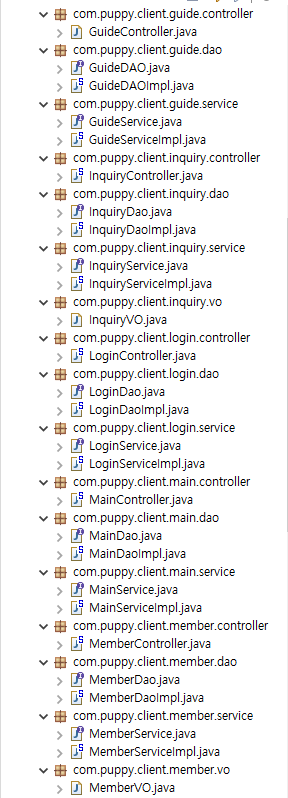 com.puppy.client.guide.controller
GuideController.java
com.puppy.client.guide.dao
GuideDAO.java
GuideDAOImpl.java
com.puppy.client.guide.service
GuideService.java
GuideServiceImpl.java
com.puppy.client.inquiry.controller
InquiryController.java
com.puppy.client.inquiry.dao
InquiryDao.java
InquiryDaoImpl.java
com.puppy.client.inquiry.service
InquiryService.java
InquiryServiceImpl.java
com.puppy.client.inquiry.vo
InquiryVO.java
com.puppy.client.login.controller
LoginController.java
com.puppy.client.login.dao
LoginDao.java
LoginDaoImpl.java
com.puppy.client.login.service
LoginService.java
LoginServiceImpl.java
com.puppy.client.main.controller
MainController.java
com.puppy.client.main.dao
MainDao.java
MainDaoImpl.java
com.puppy.client.main.service
MainService.java
MainServiceImpl.java
com.puppy.client.member.controller
MemberController.java
com.puppy.client.member.dao
MemberDao.java
MemberDaoImpl.java
com.puppy.client.member.service
MemberService.java
MemberServiceImpl.java
com.puppy.client.member.vo
MemberVO.java